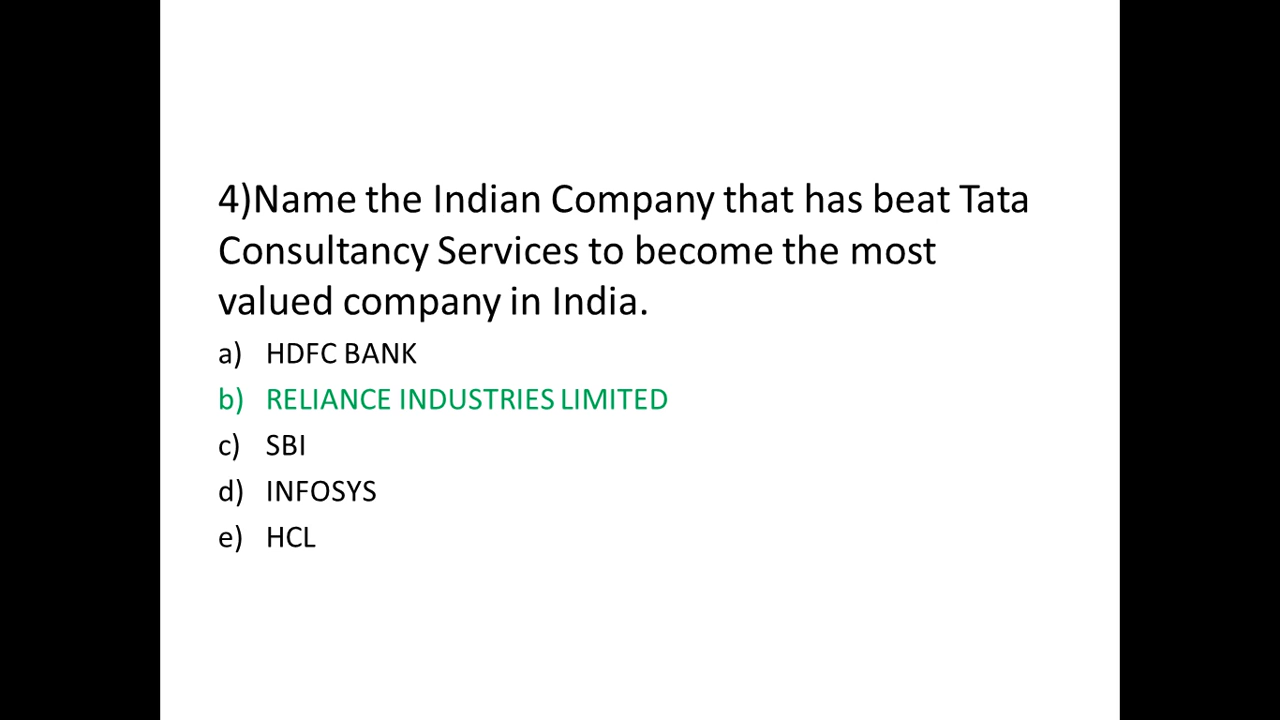 4)Name the Indian Company that has beat Tata
Consultancy Services to become the most
valued company in India.
a) HDFC BANK
b) RELIANCE INDUSTRIES LIMITED
c) SBI
d) INFOSYS
e) HCL